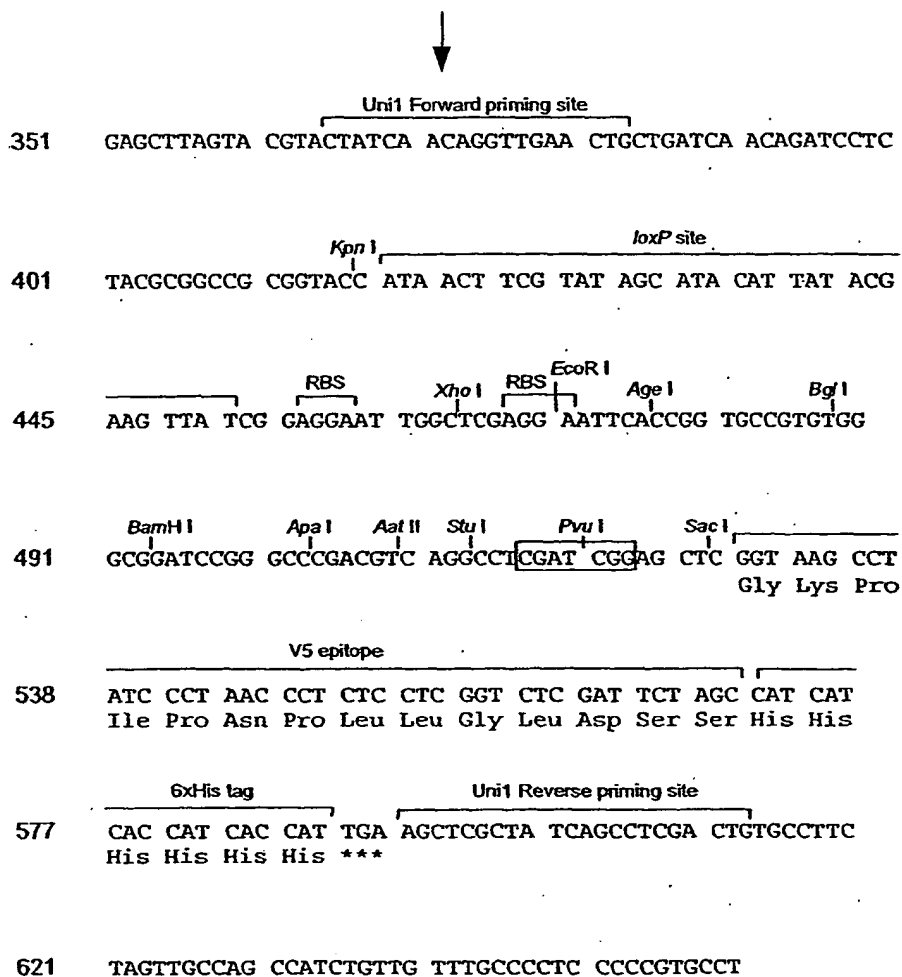 Uni1 Forward priming site
351 GAGCTTAGTA CGTACTATCA ACAGGTTGAA CTGCTGATCA ACAGATCCTC
Kpn I loxP site
401 TACGCGGCCG CGGTACC ATA ACT TCG TAT AGC ATA CAT TAT ACG
RBS Xho I RBS EcoR I Age I Bgl I
445 AAG TTA TCGG AGGAAT TGGCTCGAGG AATTCACCGG TGCCGTGTGG
BamH I Apa I Aat II Stu I Pvu I Sac I
491 GCGGATCCGG GCCCGACGTC AGGCCTCGAT CGGAG CTC GGT AAG CCT
Gly Lys Pro
V5 epitope
538 ATC CCT AAC CCT CTC CTC GGT CTC GAT TCT AGC CAT CAT
Ile Pro Asn Pro Leu Leu Gly Leu Asp Ser Ser His His
6xHis tag Uni1 Reverse priming site
577 CAC CAT CAC CAT TGA AGCTCGCTA TCAGCCTCGA CTGTGCCTTC
His His His His ***
621 TAGTTGCCAG CCATCTGTTG TTTGCCCCTC CCCCGTGCCT